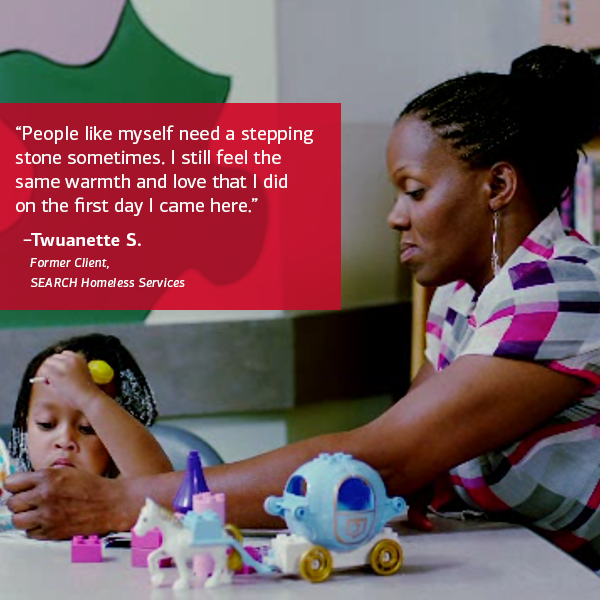 “People like myself need a stepping
stone sometimes. I still feel the
same warmth and love that I did
on the first day I came here.”
–Twuanette S.
Former Client,
SEARCH Homeless Services